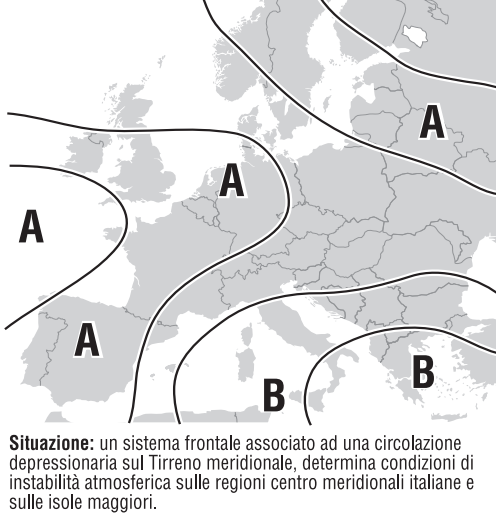 A
A
A
A
B
B
Situazione: un sistema frontale associato ad una circolazione
depressionaria sul Tirreno meridionale, determina condizioni di
instabilità atmosferica sulle regioni centro meridionali italiane e
sulle isole maggiori.